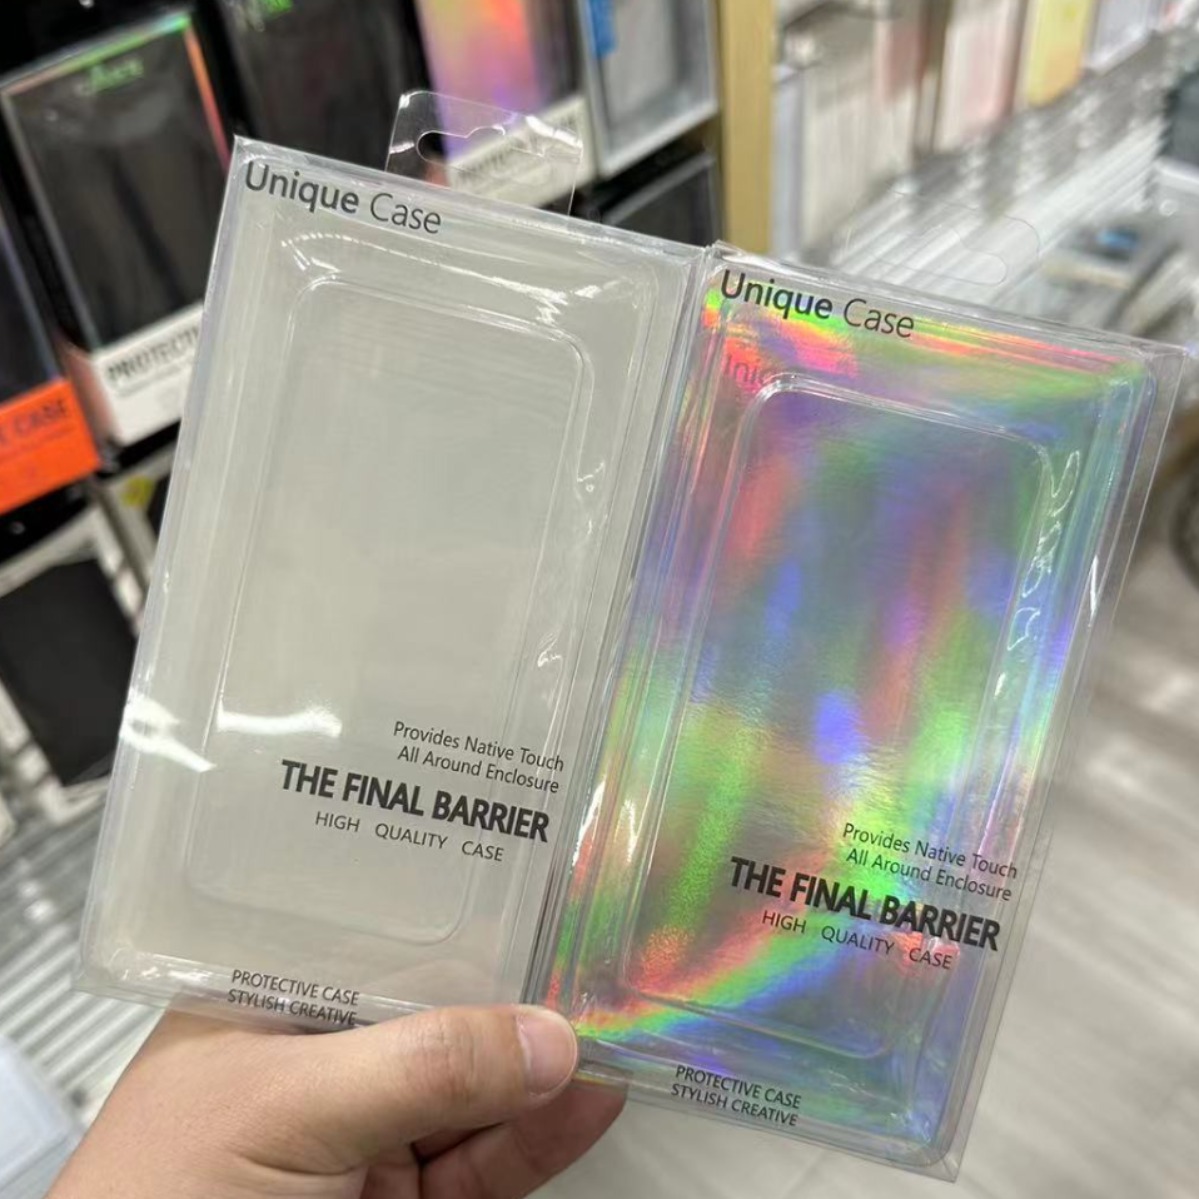 Unique Case
Provides Native Touch
All Around Enclosure
THE FINAL BARRIER
HIGH QUALITY CASE
PROTECTIVE CASE
STYLISH CREATIVE
Unique Case
Provides Native Touch
All Around Enclosure
THE FINAL BARRIER
HIGH QUALITY CASE
PROTECTIVE CASE
STYLISH CREATIVE
CASE